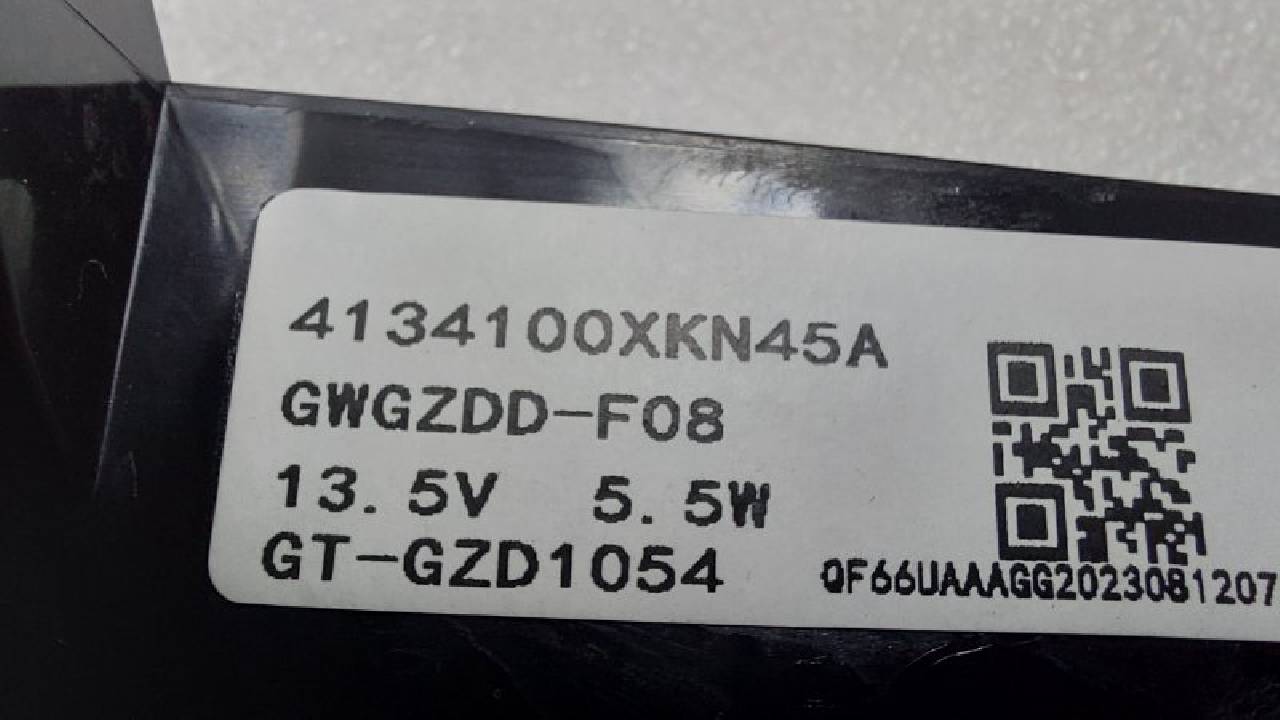 4134100XKN45A
GWGZDD-F08
13.5V 5.5W
GT-GZD1054
QF66UAAAGG2023081207